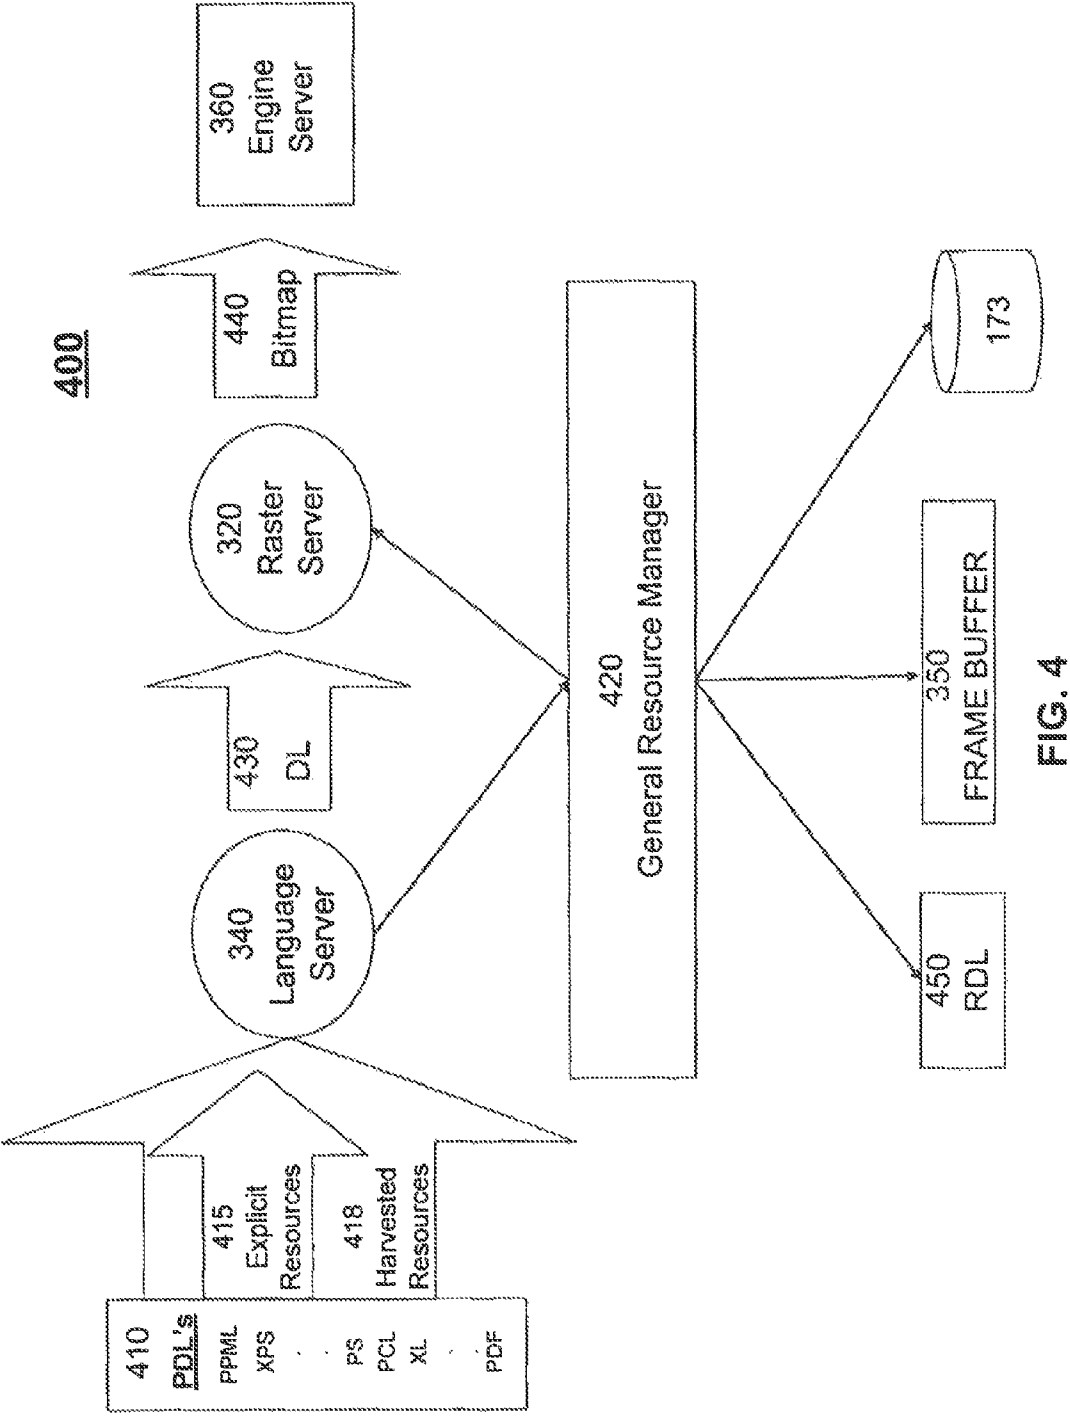 400
410
PDL's
PPML
XPS
. .
PS
PCL
XL
. .
PDF
415
Explicit
Resources
418
Harvested
Resources
340
Language
Server
430
DL
320
Raster
Server
440
Bitmap
360
Engine
Server
420
General Resource Manager
450
RDL
350
FRAME BUFFER
173
FIG. 4